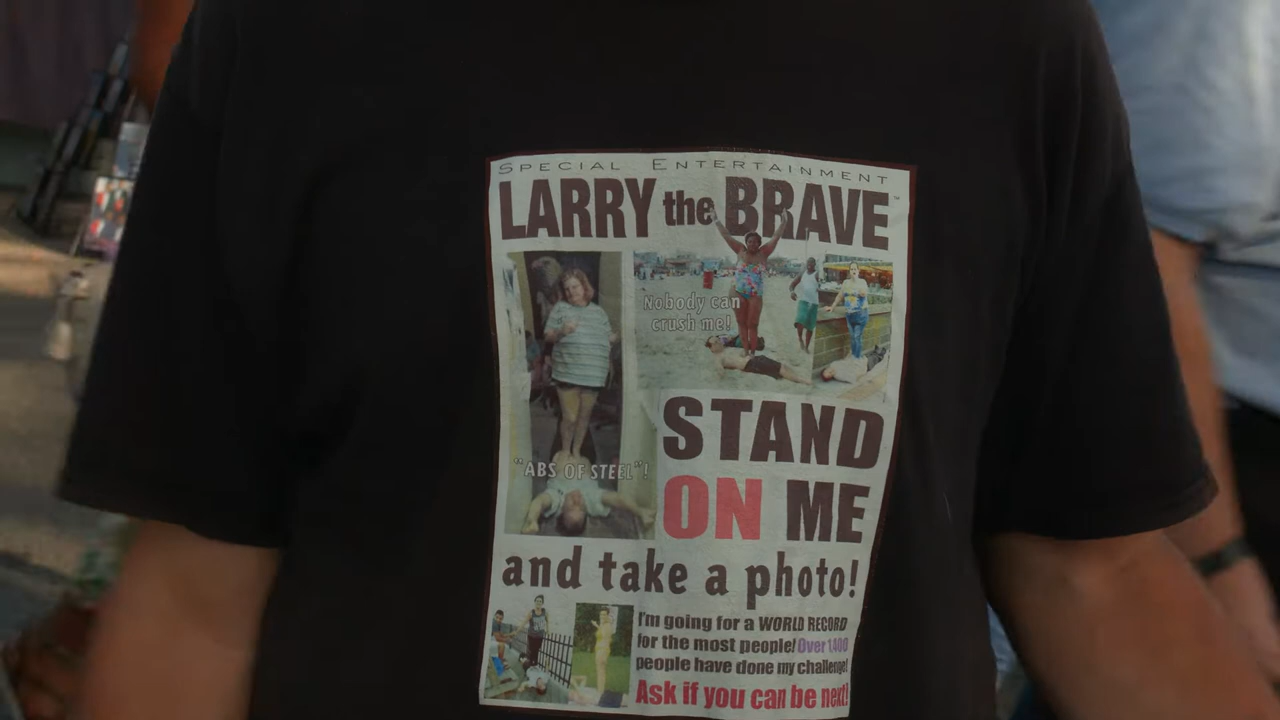 SPECIAL ENTERTAINMENT
LARRY the BRAVE™
Nobody can
crush me!
"ABS OF STEEL"!
STAND
ON ME
and take a photo!
I'm going for a WORLD RECORD
for the most people! Over 1,400
people have done my challenge!
Ask if you can be next!